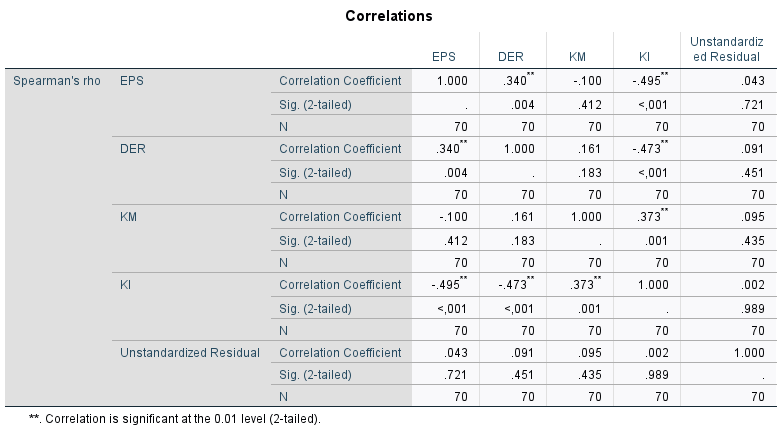 Correlations
EPS DER KM KI Unstandardiz
ed Residual
Spearman's rho EPS Correlation Coefficient 1.000 .340** -.100 -.495** .043
Sig. (2-tailed) . .004 .412 <,001 .721
N 70 70 70 70 70
DER Correlation Coefficient .340** 1.000 .161 -.473** .091
Sig. (2-tailed) .004 . .183 <,001 .451
N 70 70 70 70 70
KM Correlation Coefficient -.100 .161 1.000 .373** .095
Sig. (2-tailed) .412 .183 . .001 .435
N 70 70 70 70 70
KI Correlation Coefficient -.495** -.473** .373** 1.000 .002
Sig. (2-tailed) <,001 <,001 .001 . .989
N 70 70 70 70 70
Unstandardized Residual Correlation Coefficient .043 .091 .095 .002 1.000
Sig. (2-tailed) .721 .451 .435 .989 .
N 70 70 70 70 70
**. Correlation is significant at the 0.01 level (2-tailed).